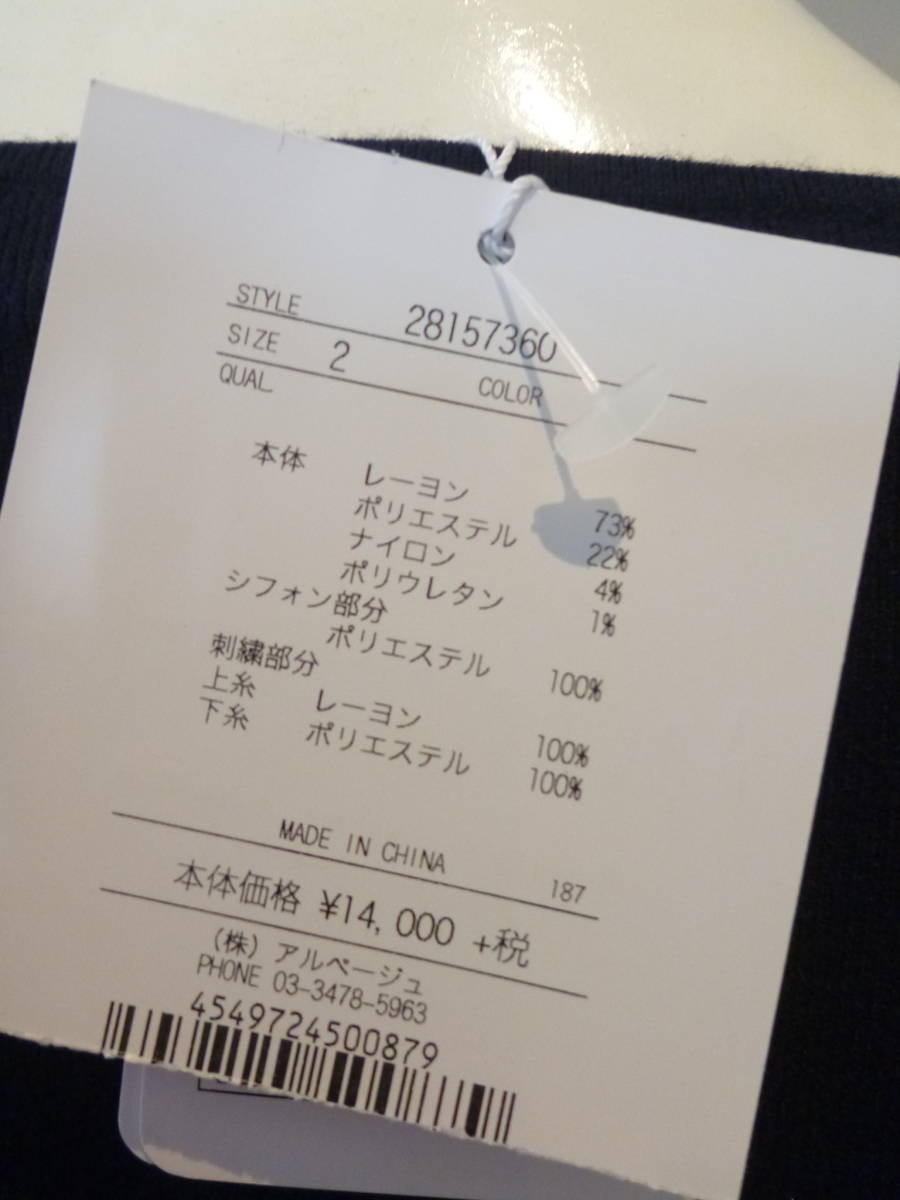 STYLE 28157360
SIZE 2 COLOR
QUAL
本体 レーヨン 73%
ポリエステル 22%
ナイロン 4%
ポリウレタン 1%
シフォン部分
ポリエステル 100%
刺繍部分
上糸 レーヨン 100%
下糸 ポリエステル 100%
MADE IN CHINA 187
本体価格 ¥14,000 +税
(株) アルページュ
PHONE 03-3478-5963
4549724500879